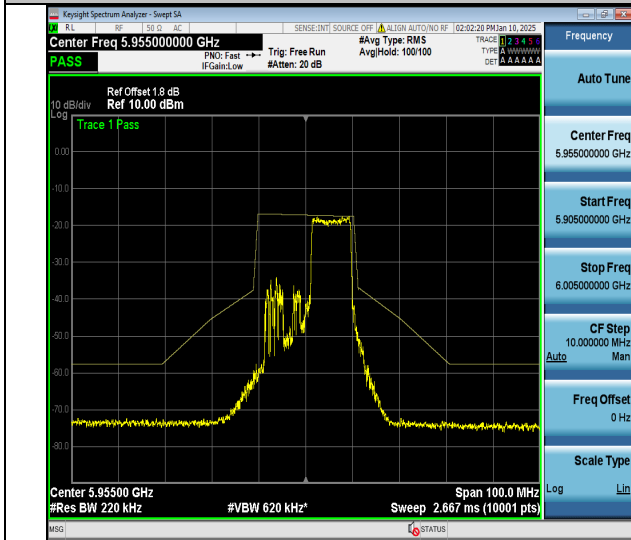 Keysight Spectrum Analyzer - Swept SA
RL RF 50 Ω AC SENSE:INT SOURCE OFF ALIGN AUTO/NO RF 02:02:20 PM Jan 10, 2025
Center Freq 5.955000000 GHz
PASS
PNO: Fast
IFGain:Low
Trig: Free Run
#Atten: 20 dB
#Avg Type: RMS
Avg|Hold: 100/100
TRACE 1 2 3 4 5 6
TYPE A WWWWW
DET A A A A A A
Ref Offset 1.8 dB
10 dB/div Ref 10.00 dBm
Log
Trace 1 Pass
0.00
-10.0
-20.0
-30.0
-40.0
-50.0
-60.0
-70.0
-80.0
Center 5.95500 GHz Span 100.0 MHz
#Res BW 220 kHz #VBW 620 kHz* Sweep 2.667 ms (10001 pts)
MSG STATUS
Frequency
Auto Tune
Center Freq
5.955000000 GHz
Start Freq
5.905000000 GHz
Stop Freq
6.005000000 GHz
CF Step
10.000000 MHz
Auto Man
Freq Offset
0 Hz
Scale Type
Log Lin